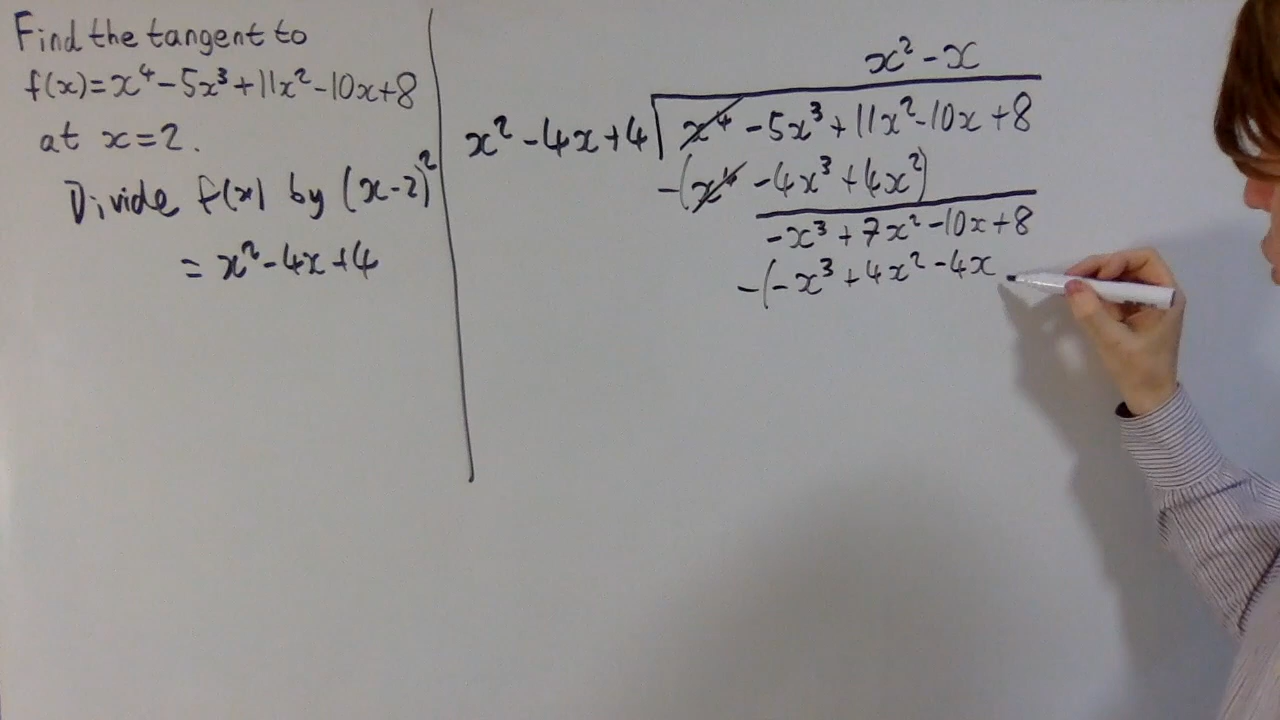 Find the tangent to
f(x)=x⁴-5x³+11x²-10x+8
at x=2.
Divide f(x) by (x-2)²
= x²-4x+4
x²-x
x²-4x+4 x⁴-5x³+11x²-10x+8
-(x⁴-4x³+4x²)
-x³+7x²-10x+8
-(-x³+4x²-4x